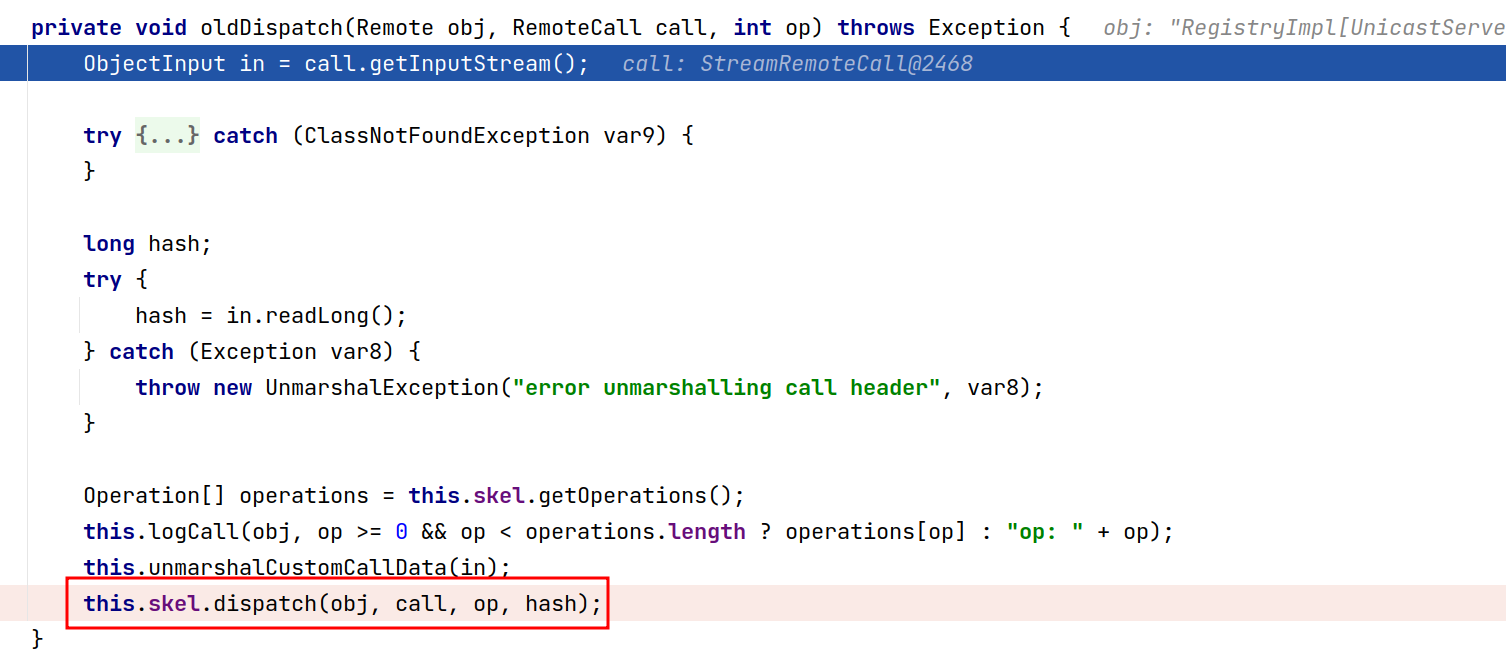 private void oldDispatch(Remote obj, RemoteCall call, int op) throws Exception {   obj: "RegistryImpl[UnicastServe
    ObjectInput in = call.getInputStream();   call: StreamRemoteCall@2468
    try {...} catch (ClassNotFoundException var9) {
    }
    long hash;
    try {
        hash = in.readLong();
    } catch (Exception var8) {
        throw new UnmarshalException("error unmarshalling call header", var8);
    }
    Operation[] operations = this.skel.getOperations();
    this.logCall(obj, op >= 0 && op < operations.length ? operations[op] : "op: " + op);
    this.unmarshalCustomCallData(in);
    this.skel.dispatch(obj, call, op, hash);
}